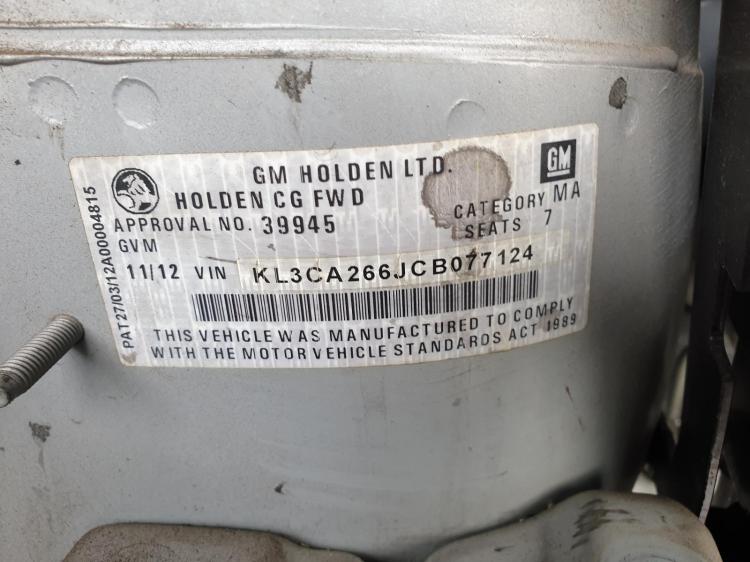 GM HOLDEN LTD.
GM
HOLDEN CG FWD
CATEGORY MA
APPROVAL NO. 39945
SEATS 7
GVM
11/12 VIN KL3CA266JCB077124
THIS VEHICLE WAS MANUFACTURED TO COMPLY
WITH THE MOTOR VEHICLE STANDARDS ACT 1989
PAT27/03/12A00004815